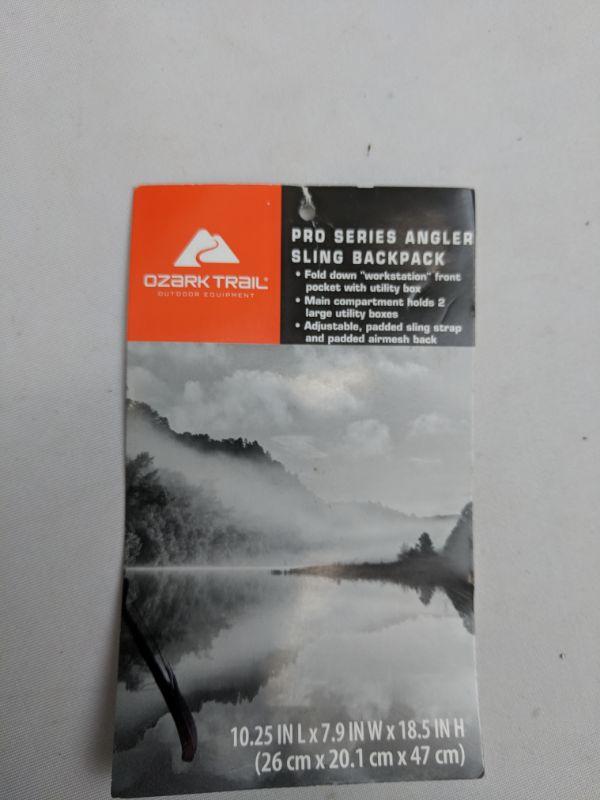 OZARK TRAIL®
OUTDOOR EQUIPMENT
PRO SERIES ANGLER
SLING BACKPACK
• Fold down "workstation" front
pocket with utility box
• Main compartment holds 2
large utility boxes
• Adjustable, padded sling strap
and padded airmesh back
10.25 IN L x 7.9 IN W x 18.5 IN H
(26 cm x 20.1 cm x 47 cm)